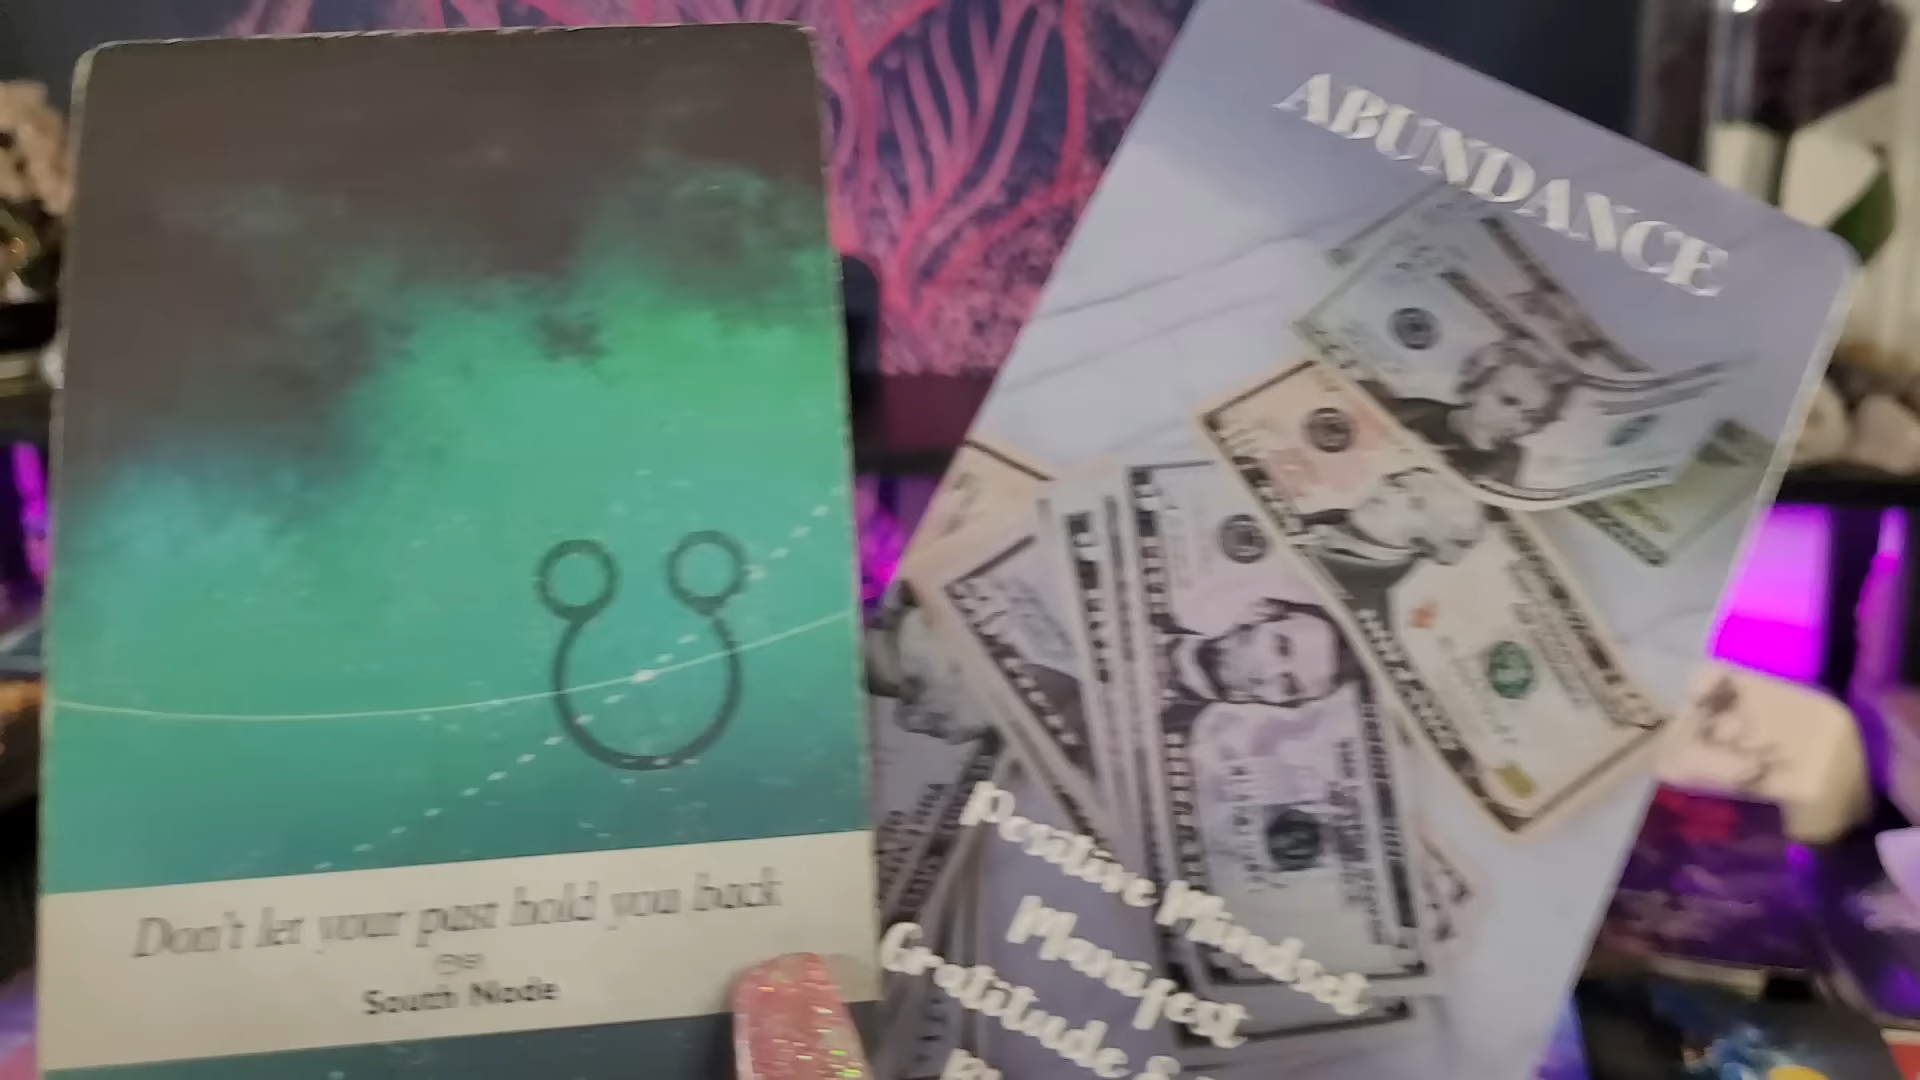 Don't let your past hold you back
South Node
ABUNDANCE
Positive Mindset
Manifest
Gratitude &